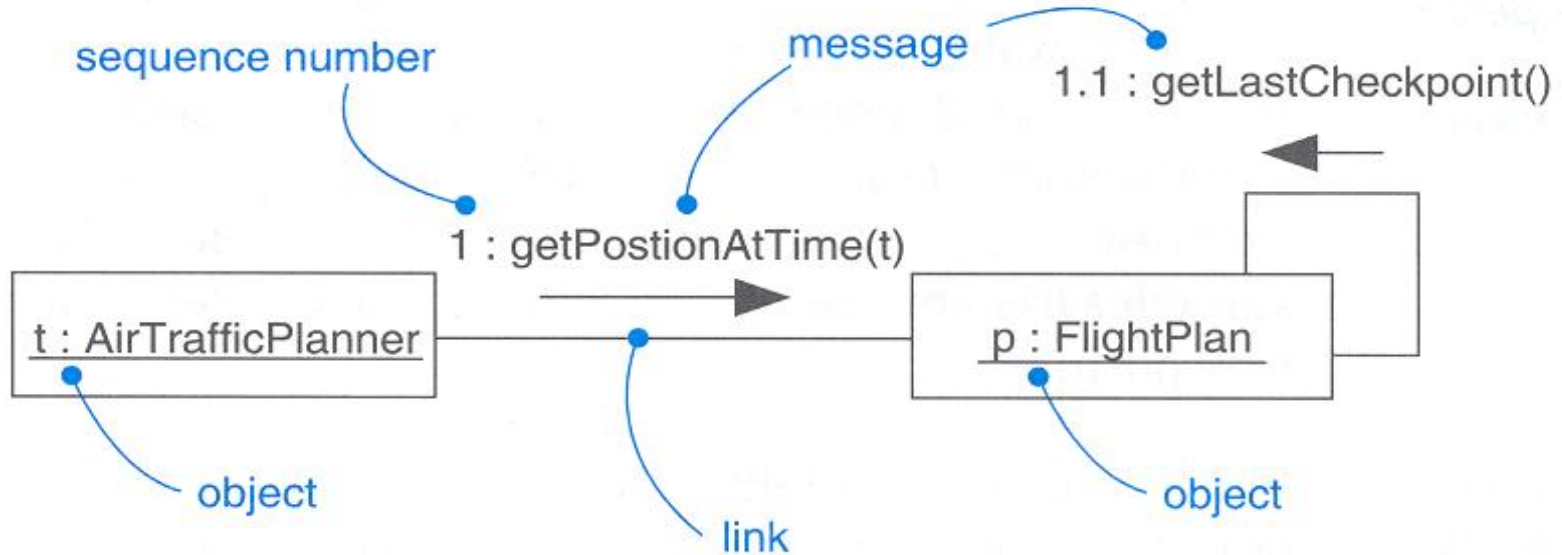 sequence number
message
1.1 : getLastCheckpoint()
1 : getPostionAtTime(t)
t : AirTrafficPlanner
p : FlightPlan
object
object
link